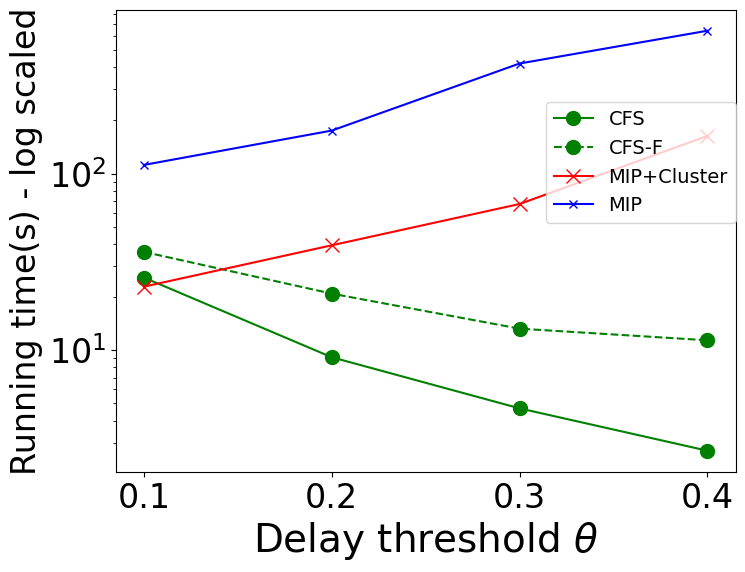 Running time(s) - log scaled
10²
10¹
CFS
CFS-F
MIP+Cluster
MIP
0.1 0.2 0.3 0.4
Delay threshold θ